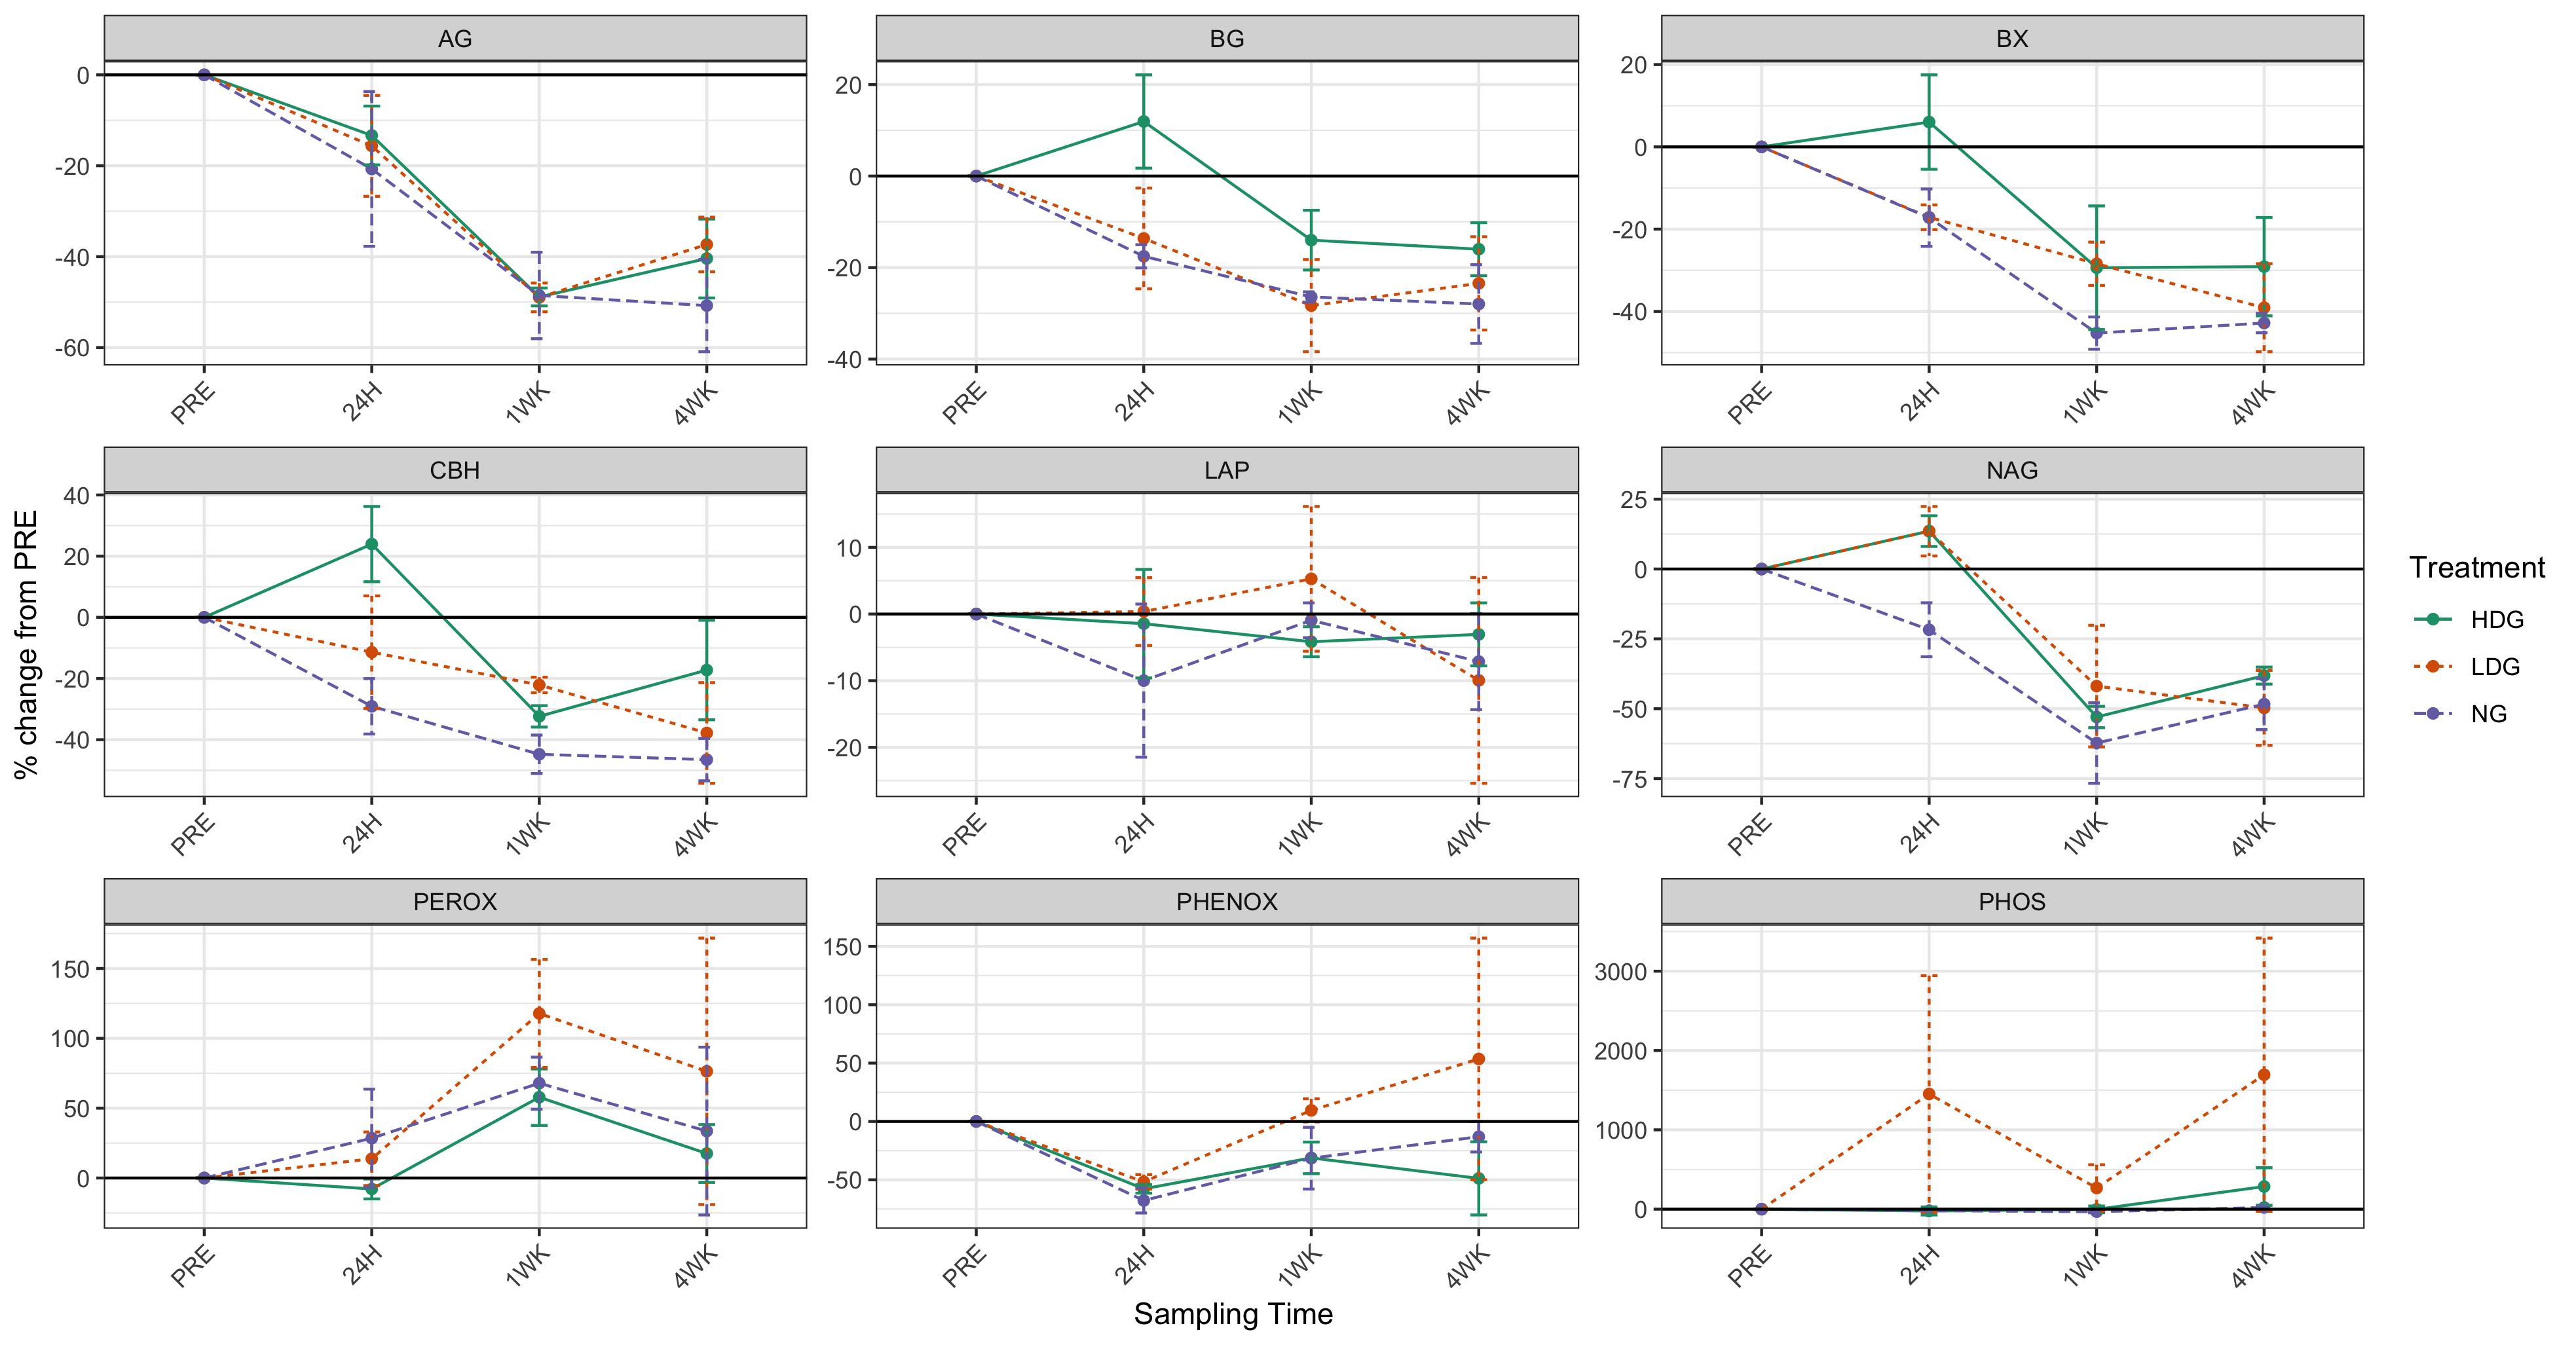 AG
BG
BX
0
-20
-40
-60
20
0
-20
-40
20
0
-20
-40
PRE
24H
1WK
4WK
PRE
24H
1WK
4WK
PRE
24H
1WK
4WK
CBH
LAP
NAG
40
20
0
-20
-40
10
0
-10
-20
25
0
-25
-50
-75
PRE
24H
1WK
4WK
PRE
24H
1WK
4WK
PRE
24H
1WK
4WK
PEROX
PHENOX
PHOS
150
100
50
0
150
100
50
0
-50
3000
2000
1000
0
PRE
24H
1WK
4WK
PRE
24H
1WK
4WK
PRE
24H
1WK
4WK
% change from PRE
Sampling Time
Treatment
HDG
LDG
NG